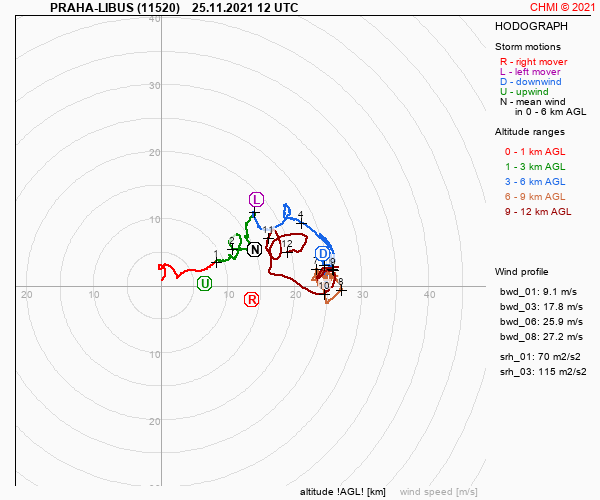 PRAHA-LIBUS (11520) 25.11.2021 12 UTC
CHMI © 2021
HODOGRAPH
Storm motions
R - right mover
L - left mover
D - downwind
U - upwind
N - mean wind
in 0 - 6 km AGL
Altitude ranges
0 - 1 km AGL
1 - 3 km AGL
3 - 6 km AGL
6 - 9 km AGL
9 - 12 km AGL
Wind profile
bwd_01: 9.1 m/s
bwd_03: 17.8 m/s
bwd_06: 25.9 m/s
bwd_08: 27.2 m/s
srh_01: 70 m2/s2
srh_03: 115 m2/s2
40
30
20
10
L
4
11
2
12
N
D
1
7
9
U
8
10
R
20
10
10
20
30
40
10
20
altitude !AGL! [km] wind speed [m/s]